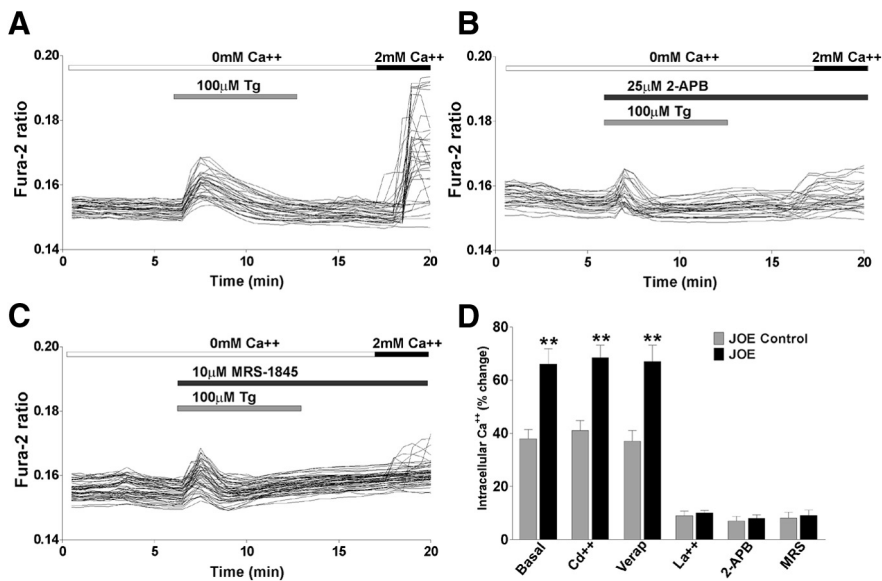 A
0.20
0.18
0.16
0.14
Fura-2 ratio
0mM Ca++
2mM Ca++
100μM Tg
0
5
10
15
20
Time (min)
B
0.20
0.18
0.16
0.14
Fura-2 ratio
0mM Ca++
2mM Ca++
25μM 2-APB
100μM Tg
0
5
10
15
20
Time (min)
C
0.20
0.18
0.16
0.14
Fura-2 ratio
0mM Ca++
2mM Ca++
10μM MRS-1845
100μM Tg
0
5
10
15
20
Time (min)
D
80
60
40
20
0
Intracellular Ca++ (% change)
**
**
**
JOE Control
JOE
Basal
Cd++
Verap
La++
2-APB
MRS